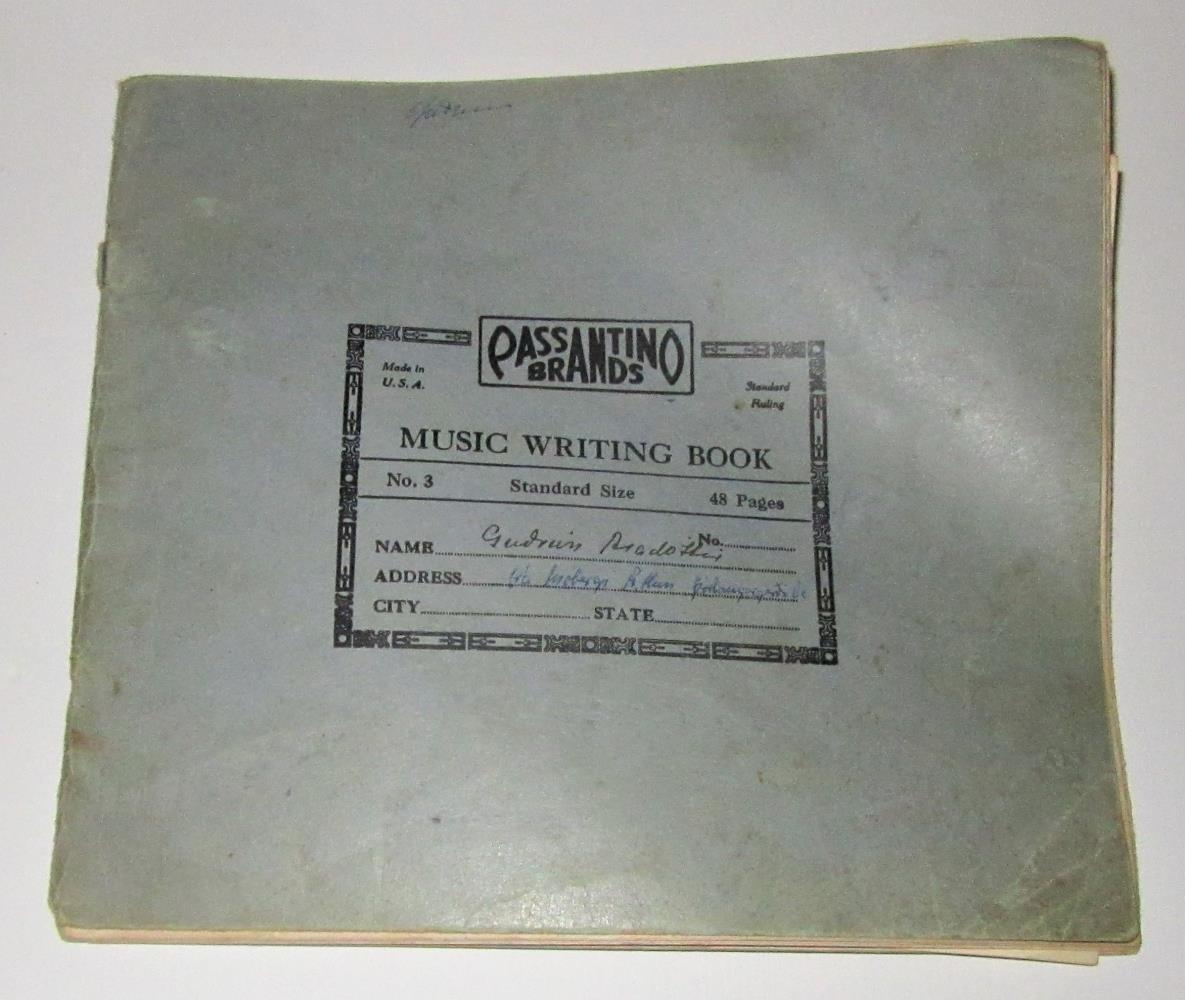 PASSANTINO
BRANDS
Made in
U.S.A.
Standard
Ruling
MUSIC WRITING BOOK
No. 3 Standard Size 48 Pages
No.
NAME
ADDRESS
CITY STATE